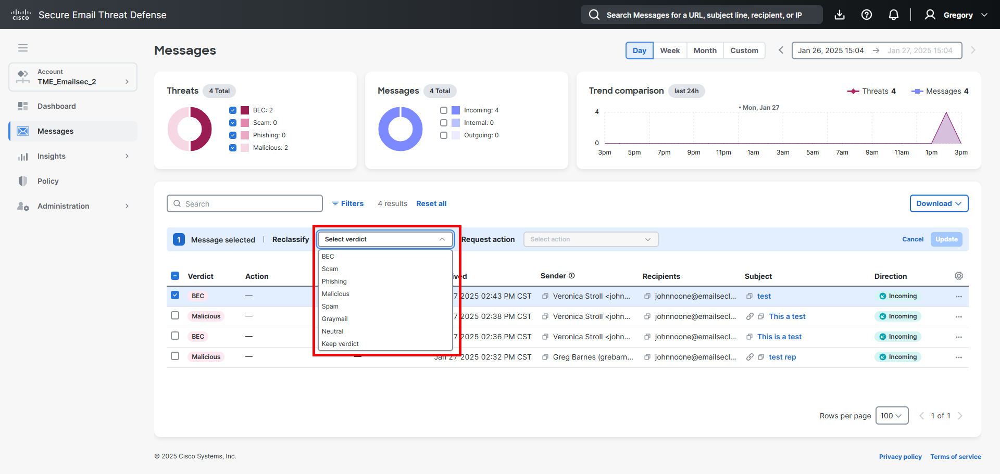 cisco
Secure Email Threat Defense
Search Messages for a URL, subject line, recipient, or IP
Gregory
Account
TME_Emailsec_2
Dashboard
Messages
Insights
Policy
Administration
Messages
Day Week Month Custom
Jan 26, 2025 15:04 → Jan 27, 2025 15:04
Threats 4 Total
BEC: 2
Scam: 0
Phishing: 0
Malicious: 2
Messages 4 Total
Incoming: 4
Internal: 0
Outgoing: 0
Trend comparison last 24h
Threats 4 Messages 4
• Mon, Jan 27
4
0
3pm 5pm 7pm 9pm 11pm 1am 3am 5am 7am 9am 11am 1pm 3pm
Search Filters 4 results Reset all Download
1 Message selected | Reclassify Select verdict Request action Select action Cancel Update
BEC
Scam
Phishing
Malicious
Spam
Graymail
Neutral
Keep verdict
Verdict Action ved Sender Recipients Subject Direction
BEC — 7 2025 02:43 PM CST Veronica Stroll <john... johnnoone@emailsecl... test Incoming ...
Malicious — 7 2025 02:38 PM CST Veronica Stroll <john... johnnoone@emailsecl... This a test Incoming ...
BEC — 7 2025 02:36 PM CST Veronica Stroll <john... johnnoone@emailsecl... This is a test Incoming ...
Malicious — — Jan 27 2025 02:32 PM CST Greg Barnes (grebarn... johnnoone@emailsecl... test rep Incoming ...
Rows per page 100 1 of 1
© 2025 Cisco Systems, Inc.
Privacy policy Terms of service